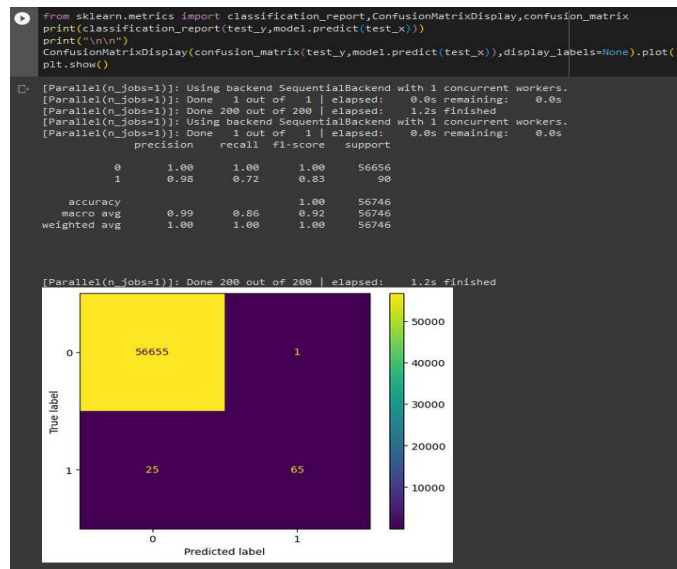 from sklearn.metrics import classification_report,ConfusionMatrixDisplay,confusion_matrix
print(classification_report(test_y,model.predict(test_x)))
print("\n\n")
ConfusionMatrixDisplay(confusion_matrix(test_y,model.predict(test_x)),display_labels=None).plot(
plt.show()
[Parallel(n_jobs=1)]: Using backend SequentialBackend with 1 concurrent workers.
[Parallel(n_jobs=1)]: Done 1 out of 1 | elapsed: 0.0s remaining: 0.0s
[Parallel(n_jobs=1)]: Done 200 out of 200 | elapsed: 1.2s finished
[Parallel(n_jobs=1)]: Using backend SequentialBackend with 1 concurrent workers.
[Parallel(n_jobs=1)]: Done 1 out of 1 | elapsed: 0.0s remaining: 0.0s
precision recall f1-score support
0 1.00 1.00 1.00 56656
1 0.98 0.72 0.83 90
accuracy 1.00 56746
macro avg 0.99 0.86 0.92 56746
weighted avg 1.00 1.00 1.00 56746
[Parallel(n_jobs=1)]: Done 200 out of 200 | elapsed: 1.2s finished
50000
0 56655 1
40000
True label
30000
20000
1 25 65
10000
0 1
Predicted label